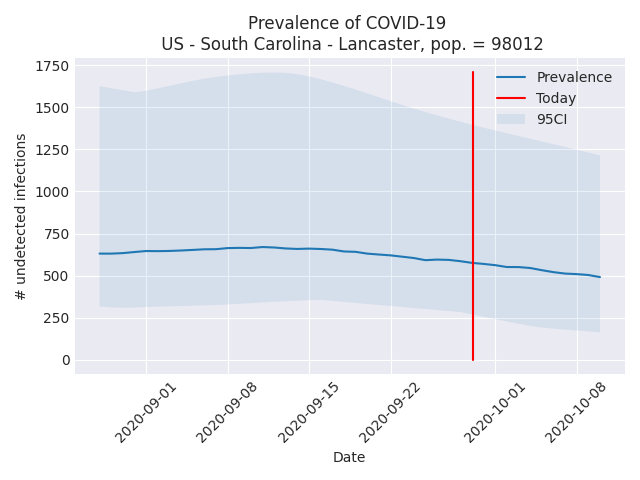 Prevalence of COVID-19
US - South Carolina - Lancaster, pop. = 98012
# undetected infections
1750
1500
1250
1000
750
500
250
0
Prevalence
Today
95CI
2020-09-01
2020-09-08
2020-09-15
2020-09-22
2020-10-01
2020-10-08
Date